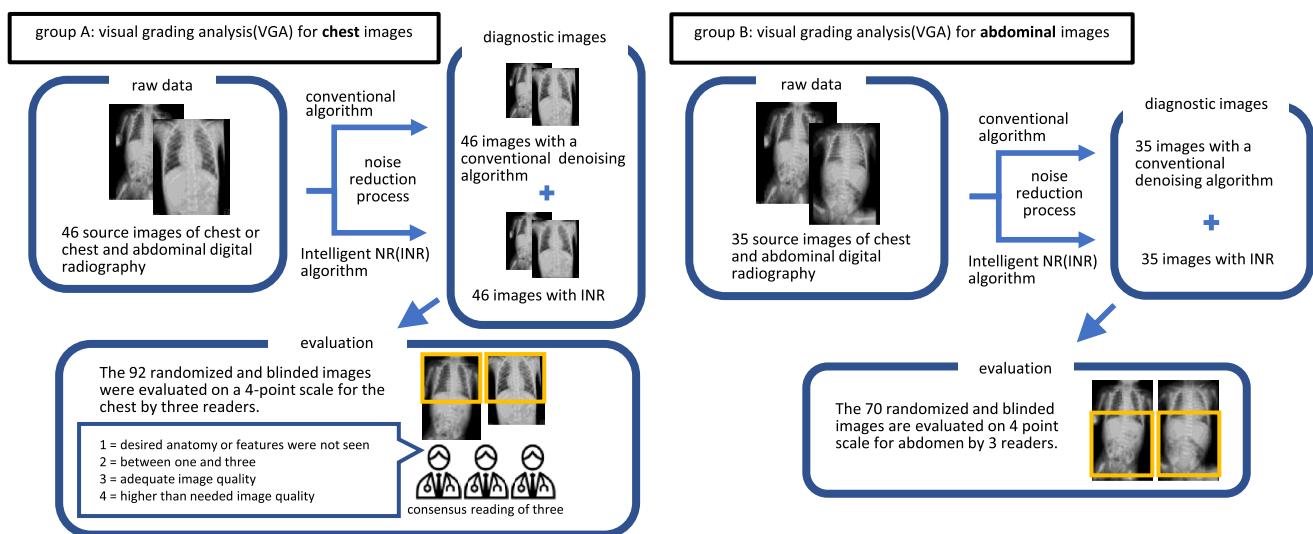 group A: visual grading analysis(VGA) for chest images
raw data
46 source images of chest or
chest and abdominal digital
radiography
conventional
algorithm
noise
reduction
process
Intelligent NR(INR)
algorithm
diagnostic images
46 images with a
conventional denoising
algorithm
+
46 images with INR
evaluation
The 92 randomized and blinded images
were evaluated on a 4-point scale for the
chest by three readers.
1 = desired anatomy or features were not seen
2 = between one and three
3 = adequate image quality
4 = higher than needed image quality
consensus reading of three
group B: visual grading analysis(VGA) for abdominal images
raw data
35 source images of chest
and abdominal digital
radiography
conventional
algorithm
noise
reduction
process
Intelligent NR(INR)
algorithm
diagnostic images
35 images with a
conventional
denoising algorithm
+
35 images with INR
evaluation
The 70 randomized and blinded
images are evaluated on 4 point
scale for abdomen by 3 readers.